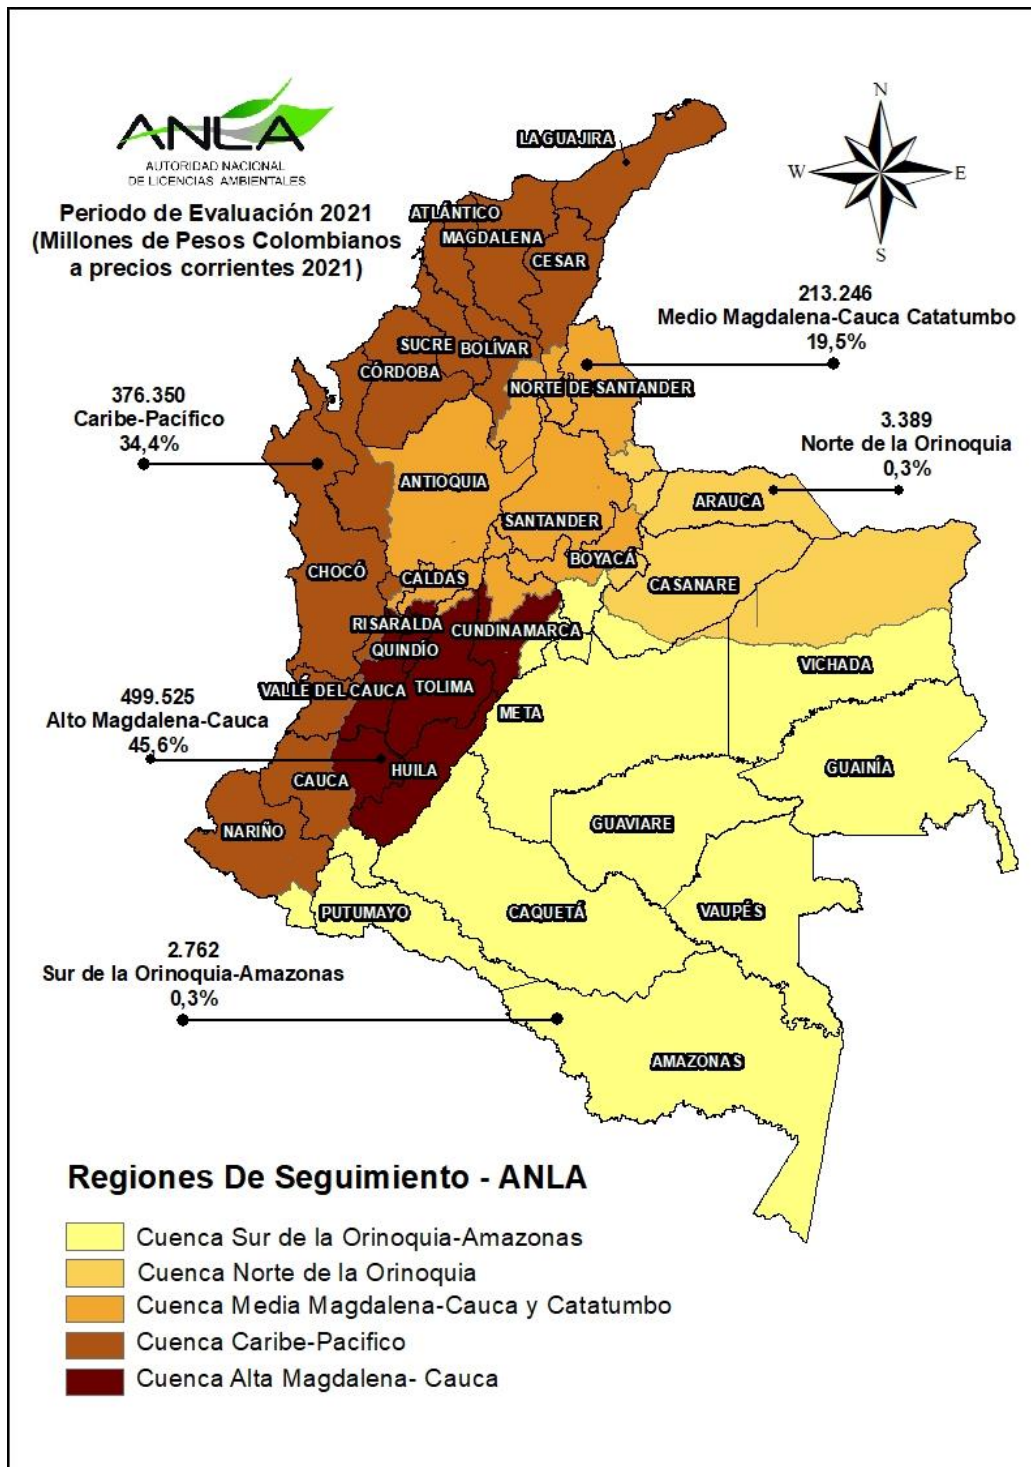 ANLA
AUTORIDAD NACIONAL
DE LICENCIAS AMBIENTALES
Periodo de Evaluación 2021
(Millones de Pesos Colombianos
a precios corrientes 2021)
N
W
E
S
LA GUAJIRA
ATLÁNTICO
MAGDALENA
CESAR
213.246
Medio Magdalena-Cauca Catatumbo
19,5%
SUCRE
BOLÍVAR
CÓRDOBA
NORTE DE SANTANDER
376.350
Caribe-Pacífico
34,4%
3.389
Norte de la Orinoquia
0,3%
ANTIOQUIA
ARAUCA
SANTANDER
BOYACÁ
CHOCÓ
CALDAS
CASANARE
RISARALDA
CUNDINAMARCA
QUINDÍO
VICHADA
VALLE DEL CAUCA
TOLIMA
499.525
Alto Magdalena-Cauca
45,6%
META
CAUCA
HUILA
GUAINÍA
NARIÑO
GUAVIARE
PUTUMAYO
CAQUETÁ
VAUPÉS
2.762
Sur de la Orinoquia-Amazonas
0,3%
AMAZONAS
Regiones De Seguimiento - ANLA
Cuenca Sur de la Orinoquia-Amazonas
Cuenca Norte de la Orinoquia
Cuenca Media Magdalena-Cauca y Catatumbo
Cuenca Caribe-Pacifico
Cuenca Alta Magdalena- Cauca